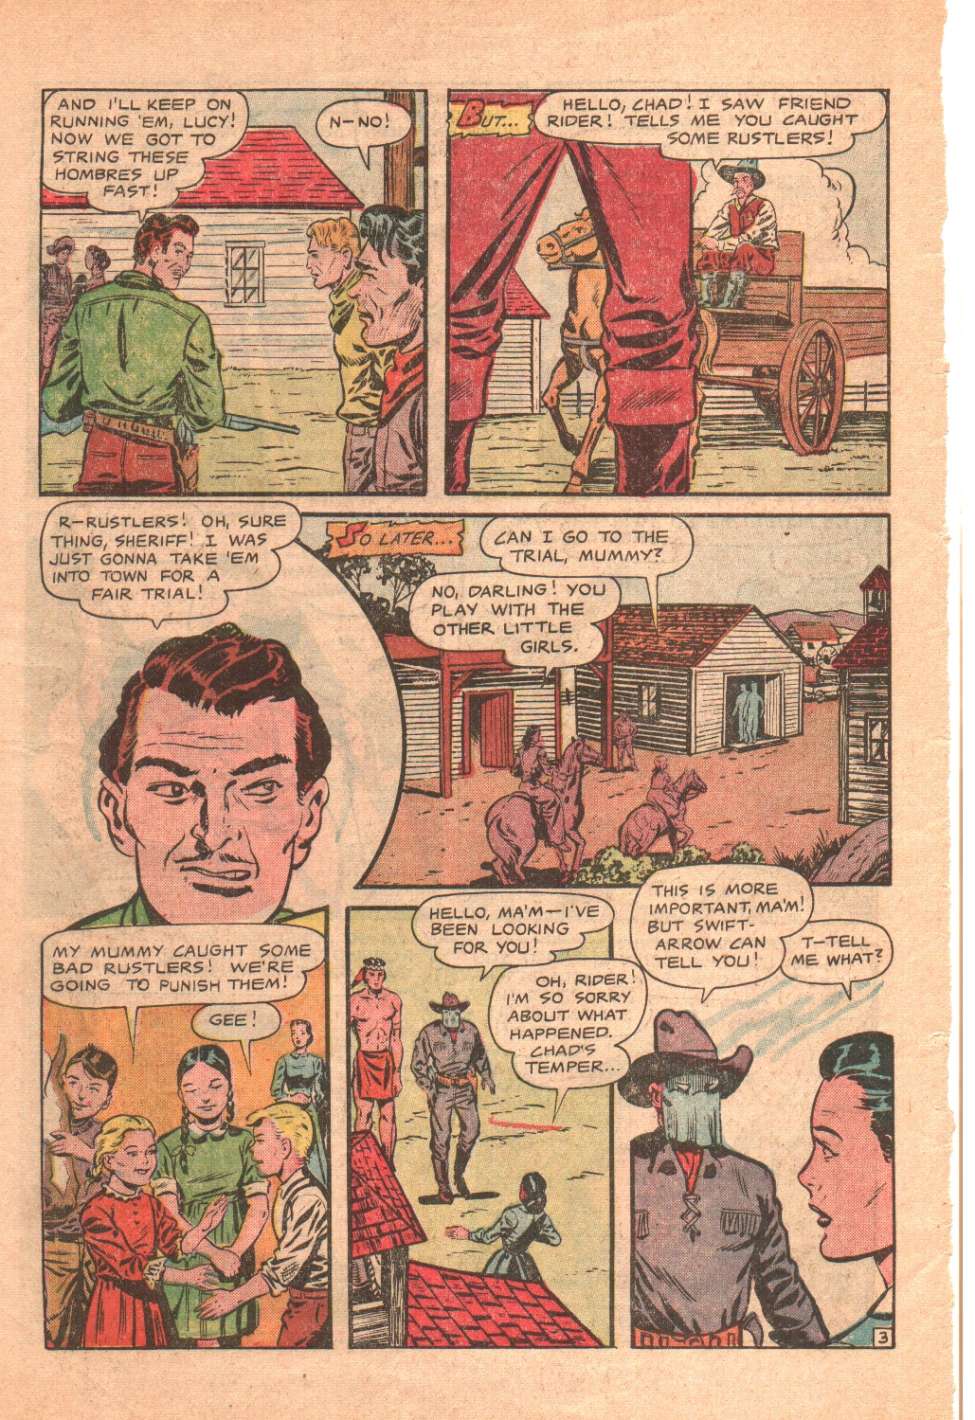 AND I'LL KEEP ON
RUNNING 'EM, LUCY!
NOW WE GOT TO
STRING THESE
HOMBRES UP
FAST!
N-NO!
BUT...
HELLO, CHAD! I SAW FRIEND
RIDER! TELLS ME YOU CAUGHT
SOME RUSTLERS!
R-RUSTLERS! OH, SURE
THING, SHERIFF! I WAS
JUST GONNA TAKE 'EM
INTO TOWN FOR A
FAIR TRIAL!
SO LATER...
CAN I GO TO THE
TRIAL, MUMMY?
NO, DARLING! YOU
PLAY WITH THE
OTHER LITTLE
GIRLS.
MY MUMMY CAUGHT SOME
BAD RUSTLERS! WE'RE
GOING TO PUNISH THEM!
GEE!
HELLO, MA'M-I'VE
BEEN LOOKING
FOR YOU!
OH, RIDER!
I'M SO SORRY
ABOUT WHAT
HAPPENED.
CHAD'S
TEMPER...
THIS IS MORE
IMPORTANT, MA'M!
BUT SWIFT-
ARROW CAN
TELL YOU!
T-TELL
ME WHAT?
3